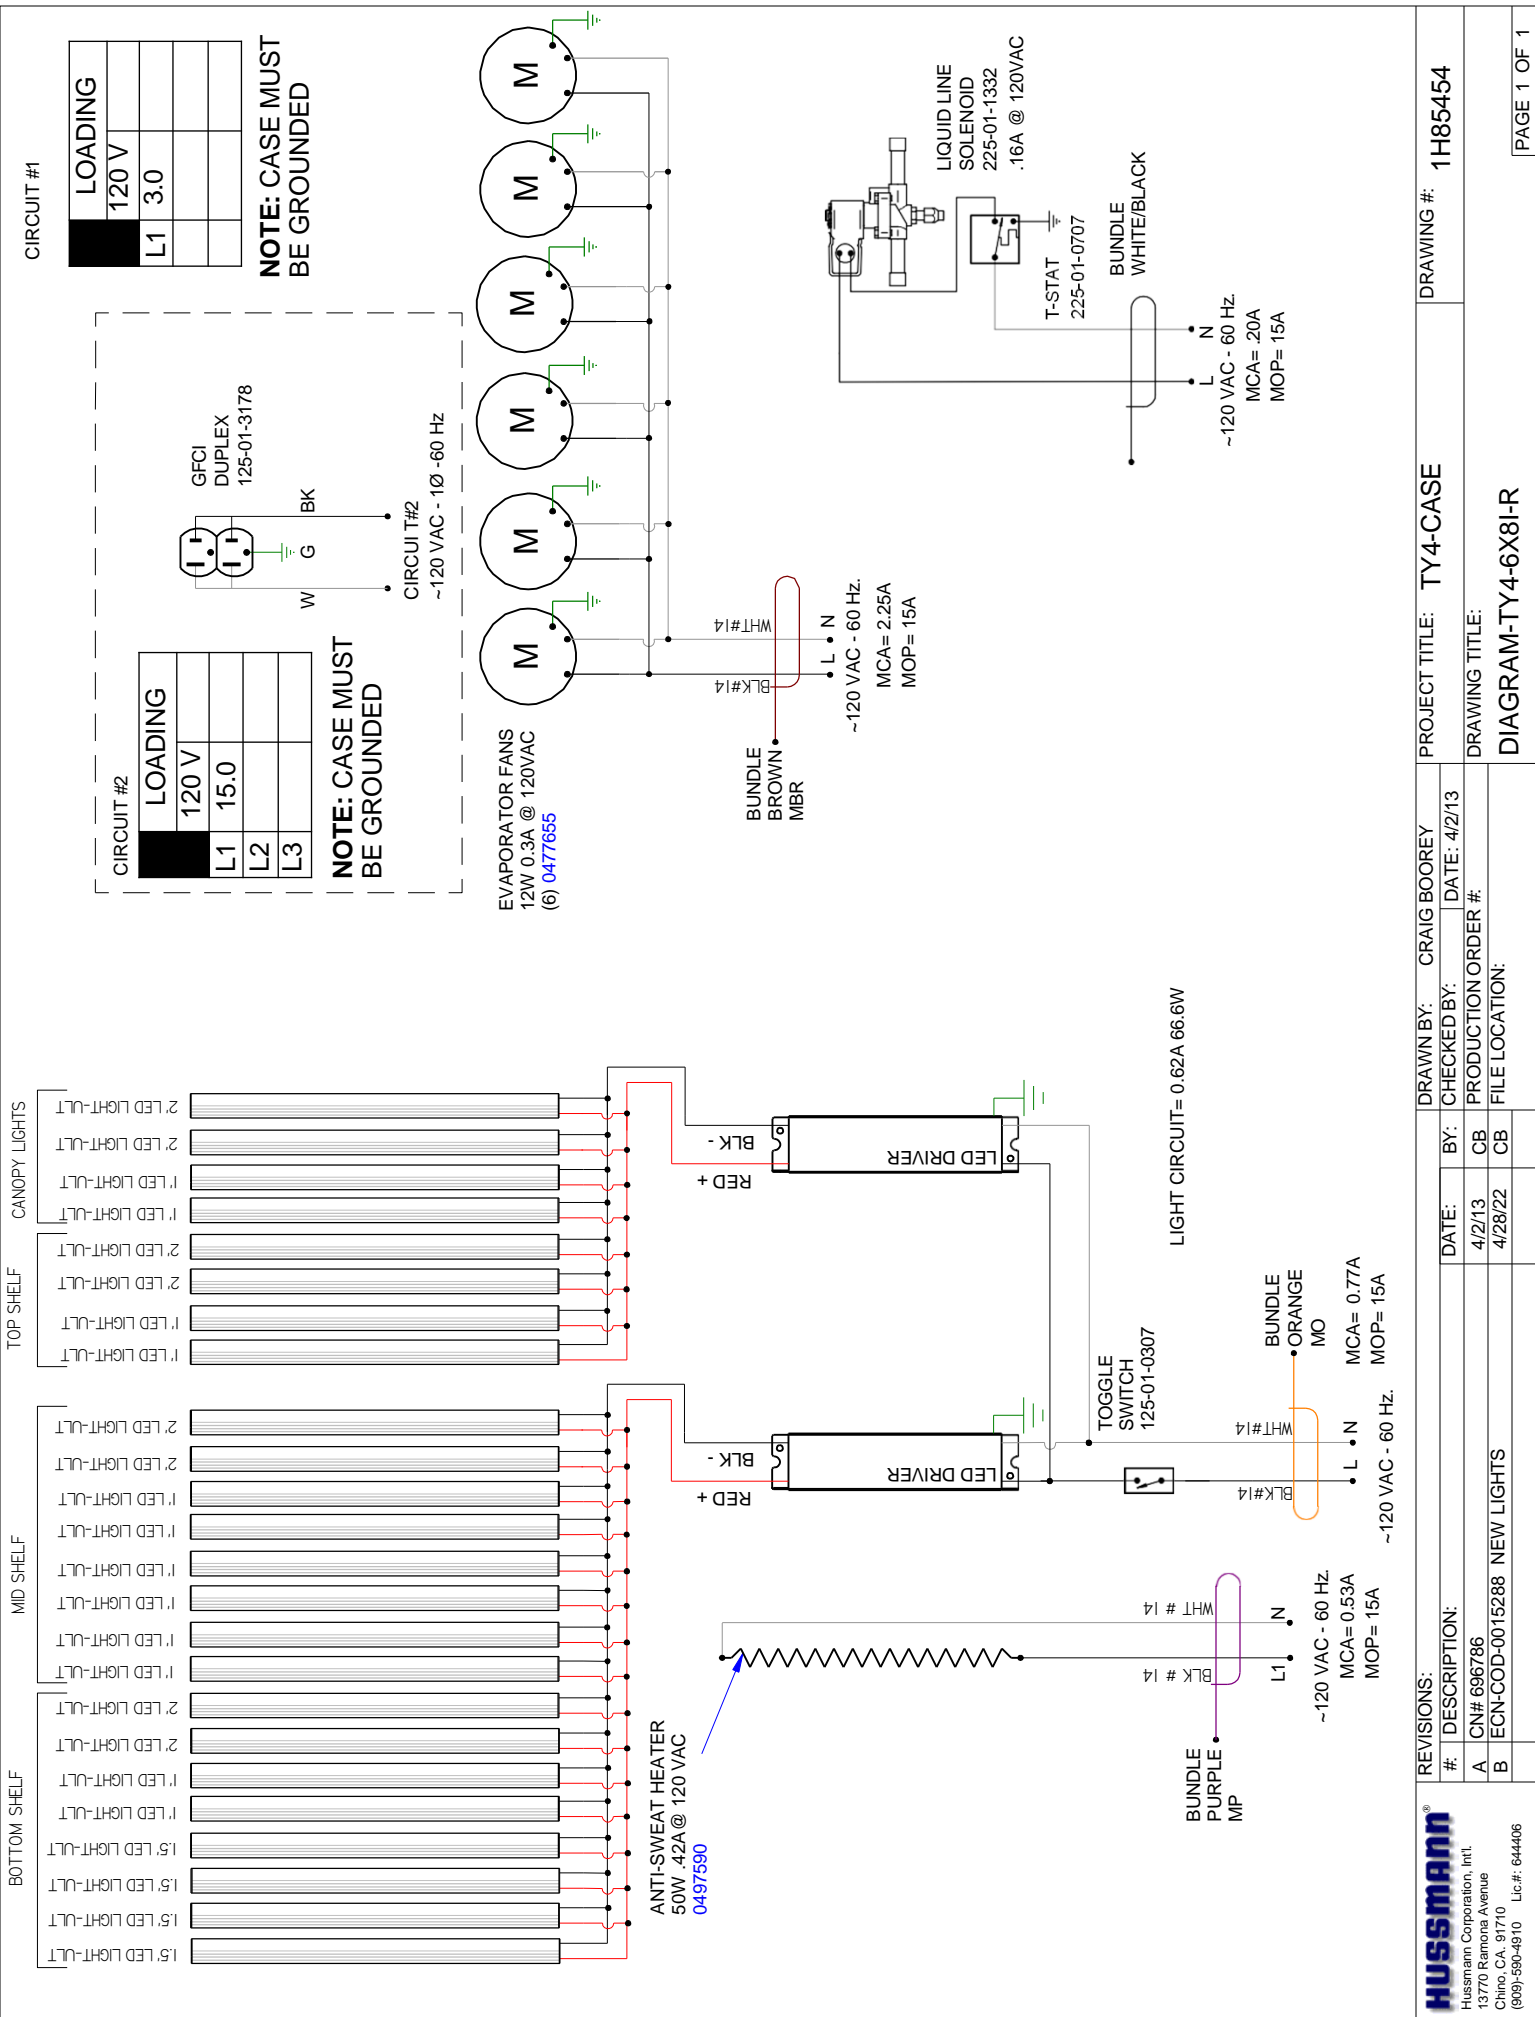 BOTTOM SHELF
MID SHELF
TOP SHELF
CANOPY LIGHTS
1.5' LED LIGHT-ULT
1.5' LED LIGHT-ULT
1.5' LED LIGHT-ULT
1.5' LED LIGHT-ULT
1' LED LIGHT-ULT
1' LED LIGHT-ULT
2' LED LIGHT-ULT
2' LED LIGHT-ULT
1' LED LIGHT-ULT
1' LED LIGHT-ULT
1' LED LIGHT-ULT
1' LED LIGHT-ULT
1' LED LIGHT-ULT
1' LED LIGHT-ULT
2' LED LIGHT-ULT
2' LED LIGHT-ULT
1' LED LIGHT-ULT
1' LED LIGHT-ULT
2' LED LIGHT-ULT
2' LED LIGHT-ULT
1' LED LIGHT-ULT
1' LED LIGHT-ULT
2' LED LIGHT-ULT
2' LED LIGHT-ULT
RED +
BLK -
LED DRIVER
RED +
BLK -
LED DRIVER
ANTI-SWEAT HEATER
50W .42A@ 120 VAC
0497590
BLK # 14
WHT # 14
BUNDLE
PURPLE
MP
L1
N
~120 VAC - 60 Hz.
MCA= 0.53A
MOP= 15A
TOGGLE
SWITCH
125-01-0307
LIGHT CIRCUIT= 0.62A 66.6W
BLK#14
WHT#14
BUNDLE
ORANGE
MO
L
N
~120 VAC - 60 Hz.
MCA= 0.77A
MOP= 15A
CIRCUIT #2
LOADING
120 V
L1 15.0
L2
L3
NOTE: CASE MUST
BE GROUNDED
GFCI
DUPLEX
125-01-3178
W
G
BK
CIRCUI T#2
~120 VAC - 1Ø -60 Hz
CIRCUIT #1
LOADING
120 V
L1 3.0
NOTE: CASE MUST
BE GROUNDED
EVAPORATOR FANS
12W 0.3A @ 120VAC
(6) 0477655
M
M
M
M
M
M
BLK#14
WHT#14
BUNDLE
BROWN
MBR
L
N
~120 VAC - 60 Hz.
MCA= 2.25A
MOP= 15A
LIQUID LINE
SOLENOID
225-01-1332
.16A @ 120VAC
T-STAT
225-01-0707
BUNDLE
WHITE/BLACK
L
N
~120 VAC - 60 Hz.
MCA= .20A
MOP= 15A
HUSSMANN®
Hussmann Corporation, Int'l.
13770 Ramona Avenue
Chino, CA. 91710
(909)-590-4910 Lic.#: 644406
REVISIONS:
#: DESCRIPTION: DATE: BY:
A CN# 696786 4/2/13 CB
B ECN-COD-0015288 NEW LIGHTS 4/28/22 CB
DRAWN BY: CRAIG BOOREY
CHECKED BY: DATE: 4/2/13
PRODUCTION ORDER #:
FILE LOCATION:
PROJECT TITLE: TY4-CASE
DRAWING TITLE:
DIAGRAM-TY4-6X8I-R
DRAWING #: 1H85454
PAGE 1 OF 1